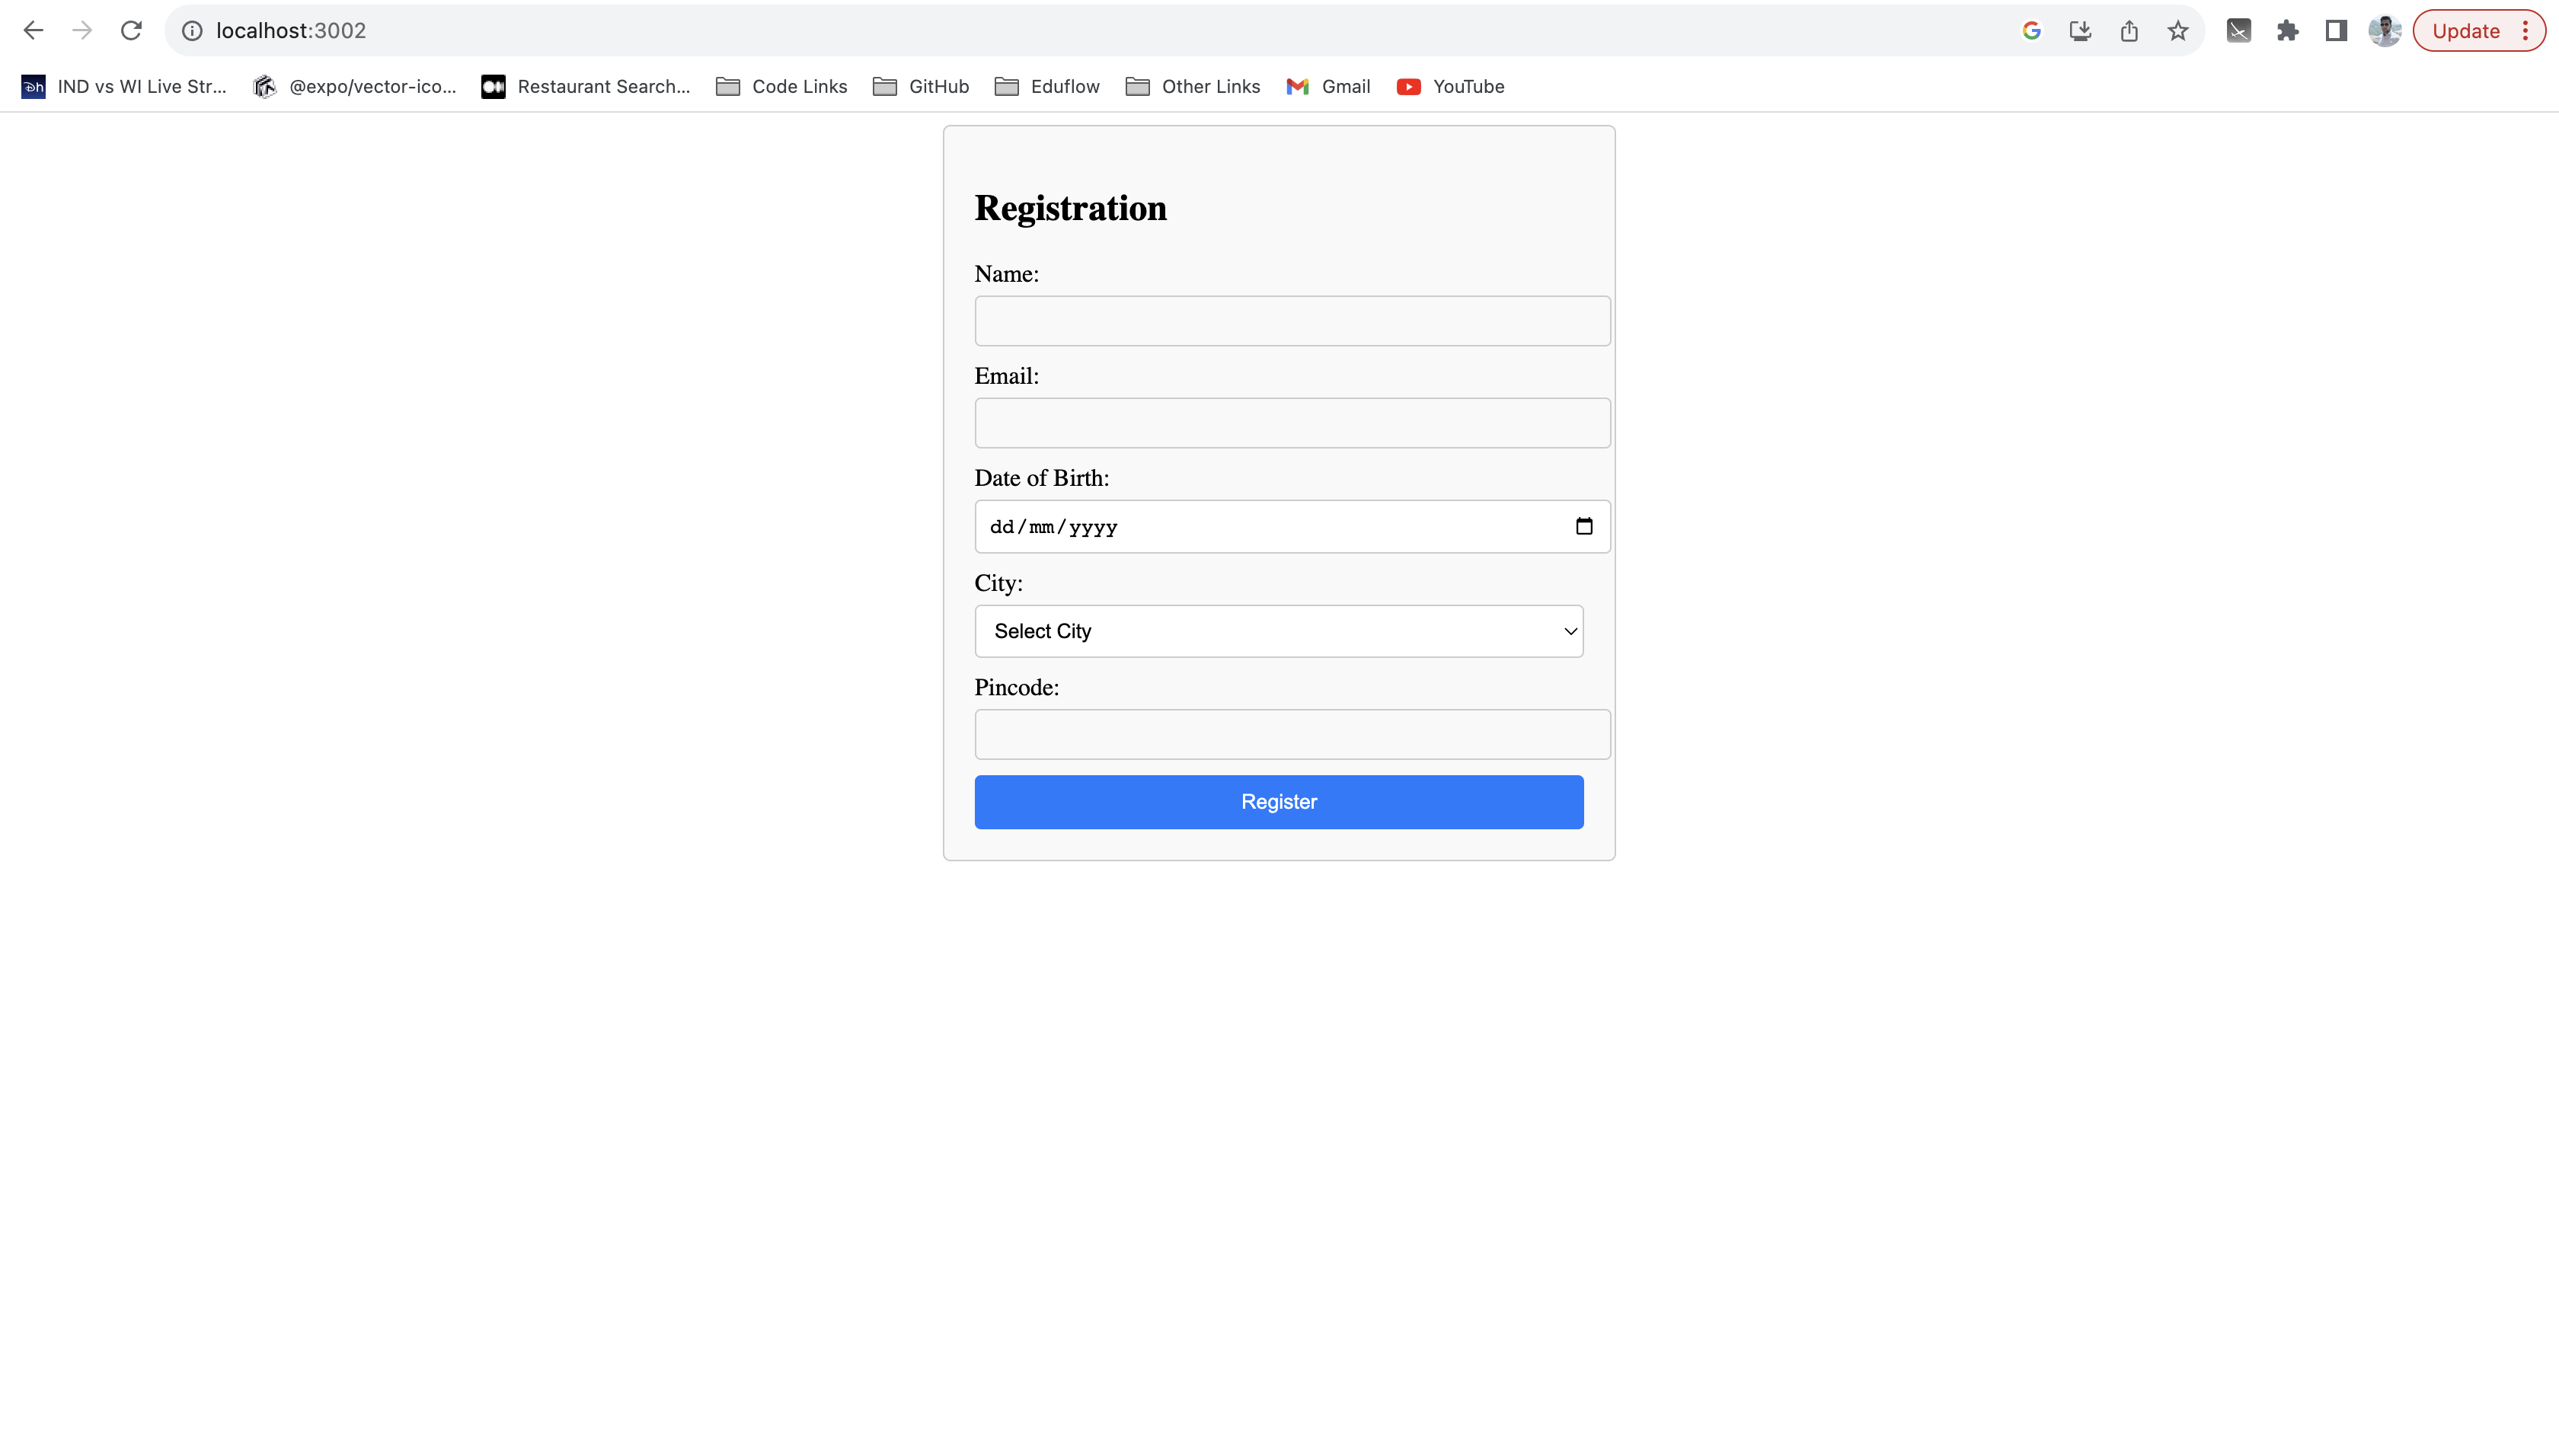 localhost:3002
Update
IND vs WI Live Str...
@expo/vector-ico...
Restaurant Search...
Code Links
GitHub
Eduflow
Other Links
Gmail
YouTube
Registration
Name:
Email:
Date of Birth:
dd/mm/yyyy
City:
Select City
Pincode:
Register